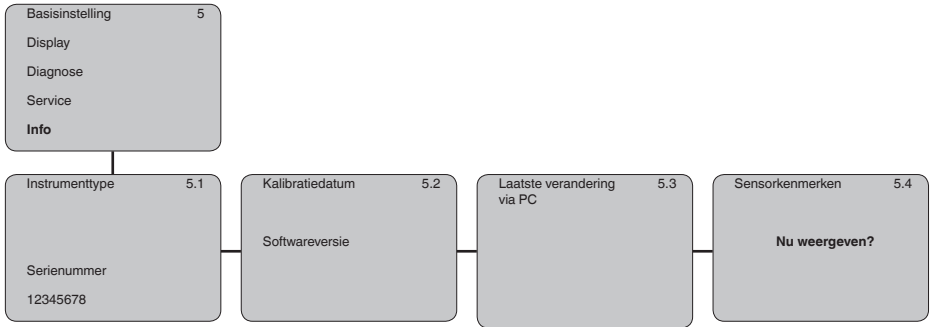 Basisinstelling 5
Display
Diagnose
Service
Info
Instrumenttype 5.1
Serienummer
12345678
Kalibratiedatum 5.2
Softwareversie
Laatste verandering 5.3
via PC
Sensorkenmerken 5.4
Nu weergeven?